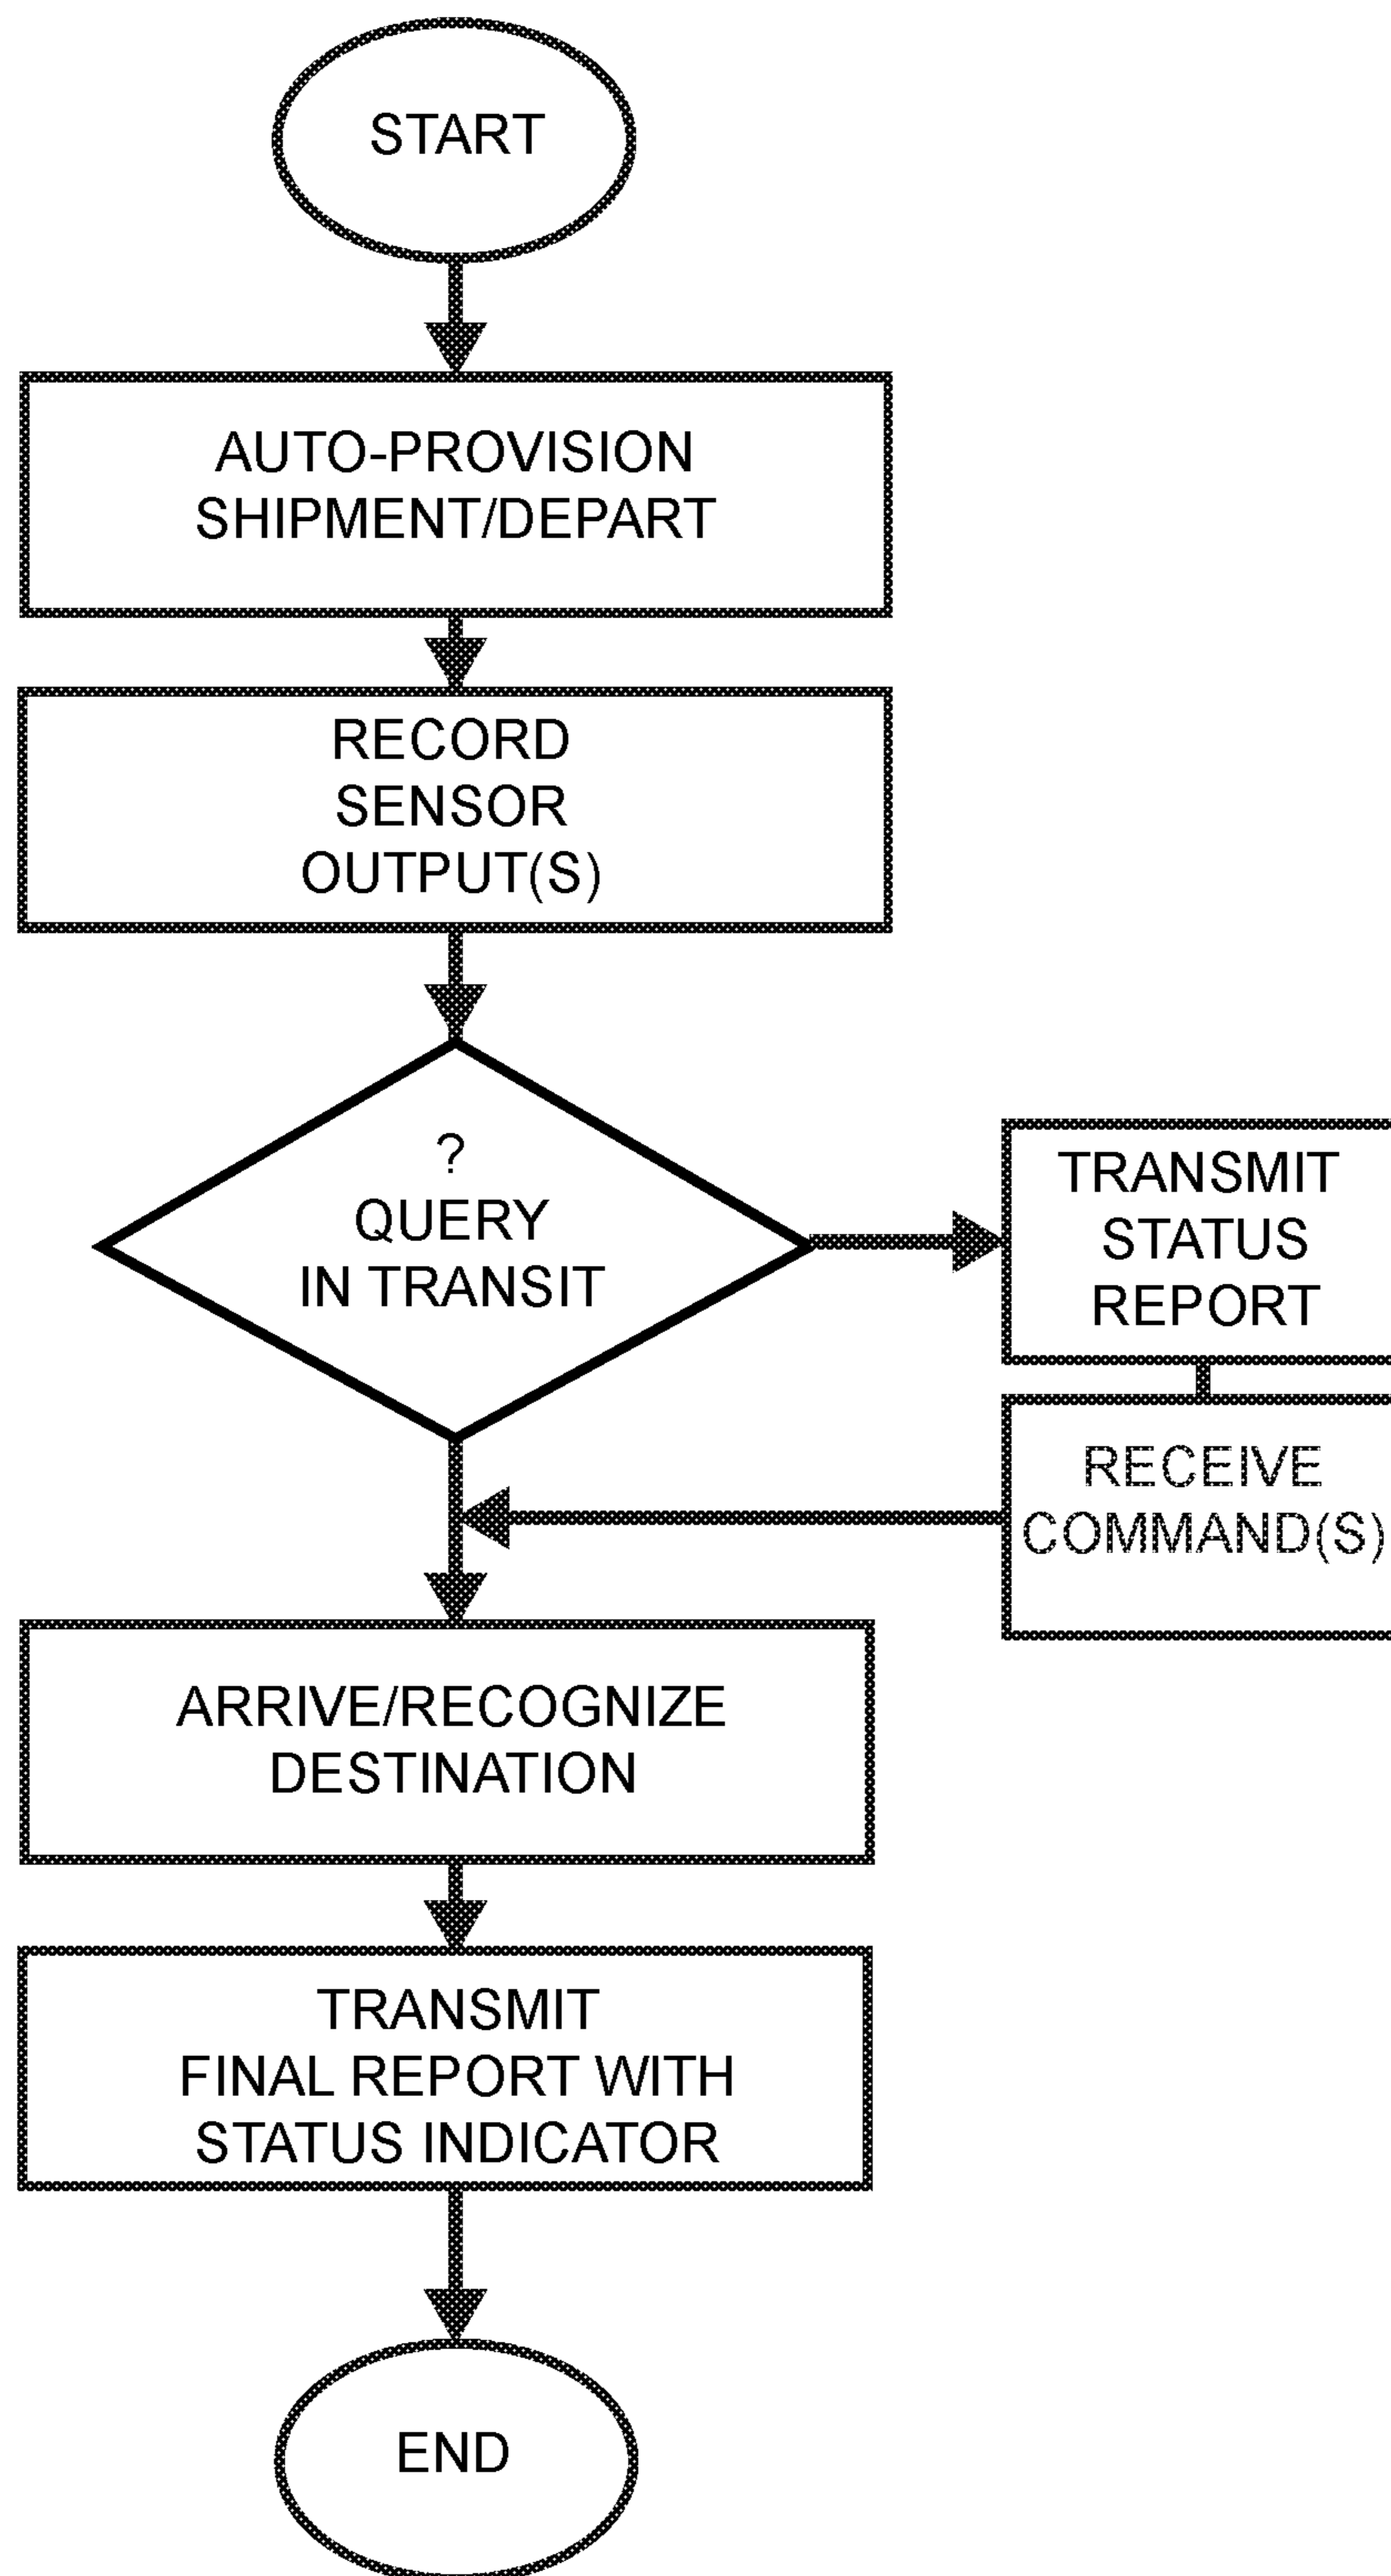 START
AUTO-PROVISION
SHIPMENT/DEPART
RECORD
SENSOR
OUTPUT(S)
?
QUERY
IN TRANSIT
TRANSMIT
STATUS
REPORT
RECEIVE
COMMAND(S)
ARRIVE/RECOGNIZE
DESTINATION
TRANSMIT
FINAL REPORT WITH
STATUS INDICATOR
END